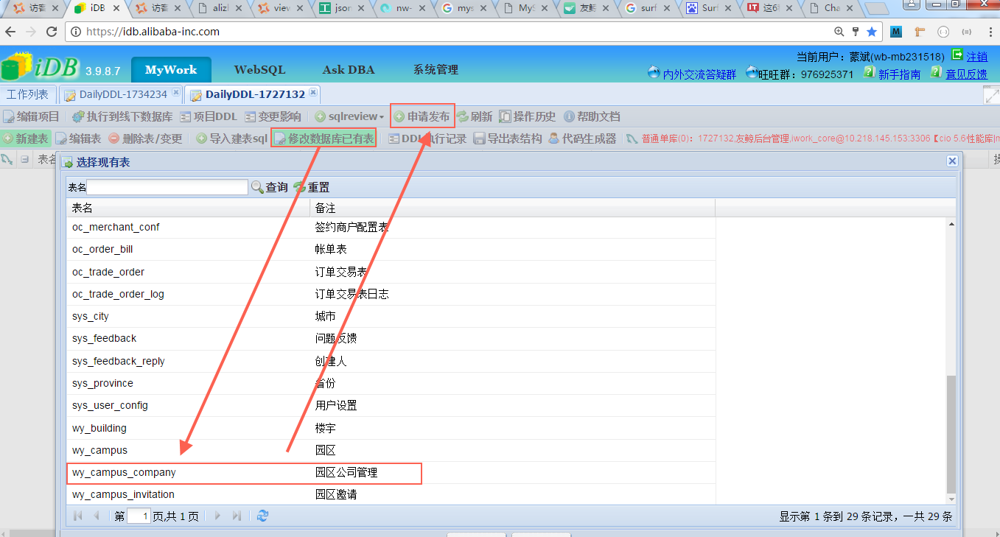 访客 iDB 访客 alizl view json nw- mys MyS 友鲸 surf Surf 这6 Cha
https://idb.alibaba-inc.com
iDB 3.9.8.7 MyWork WebSQL Ask DBA 系统管理
当前用户：蒙斌(wb-mb231518) 注销
内外交流答疑群 旺旺群：976925371 新手指南 意见反馈
工作列表 DailyDDL-1734234 DailyDDL-1727132
编辑项目 执行到线下数据库 项目DDL 变更影响 sqlreview 申请发布 刷新 操作历史 帮助文档
新建表 编辑表 删除表/变更 导入建表sql 修改数据库已有表 DDL执行记录 导出表结构 代码生成器 普通单库(0)：1727132,友鲸后台管理,iwork_core@10.218.145.153:3306【cio 5.6性能库|m
表名
选择现有表
表名 查询 重置
表名 备注
oc_merchant_conf 签约商户配置表
oc_order_bill 帐单表
oc_trade_order 订单交易表
oc_trade_order_log 订单交易表日志
sys_city 城市
sys_feedback 问题反馈
sys_feedback_reply 创建人
sys_province 省份
sys_user_config 用户设置
wy_building 楼宇
wy_campus 园区
wy_campus_company 园区公司管理
wy_campus_invitation 园区邀请
第 1 页,共 1 页 显示第 1 条到 29 条记录，一共 29 条